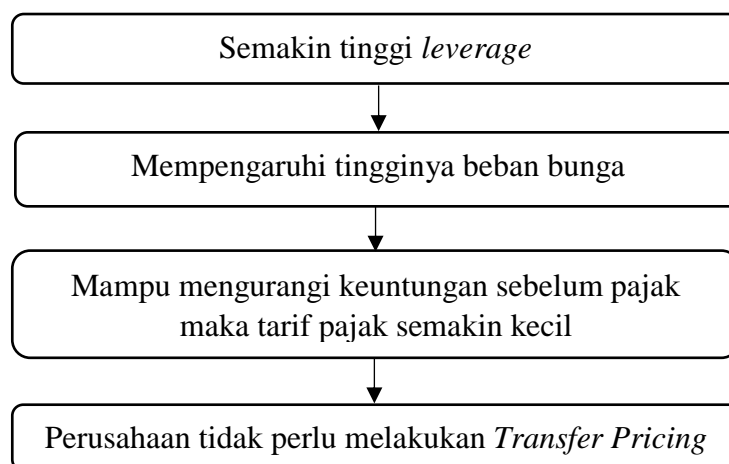 Semakin tinggi leverage
Mempengaruhi tingginya beban bunga
Mampu mengurangi keuntungan sebelum pajak
maka tarif pajak semakin kecil
Perusahaan tidak perlu melakukan Transfer Pricing